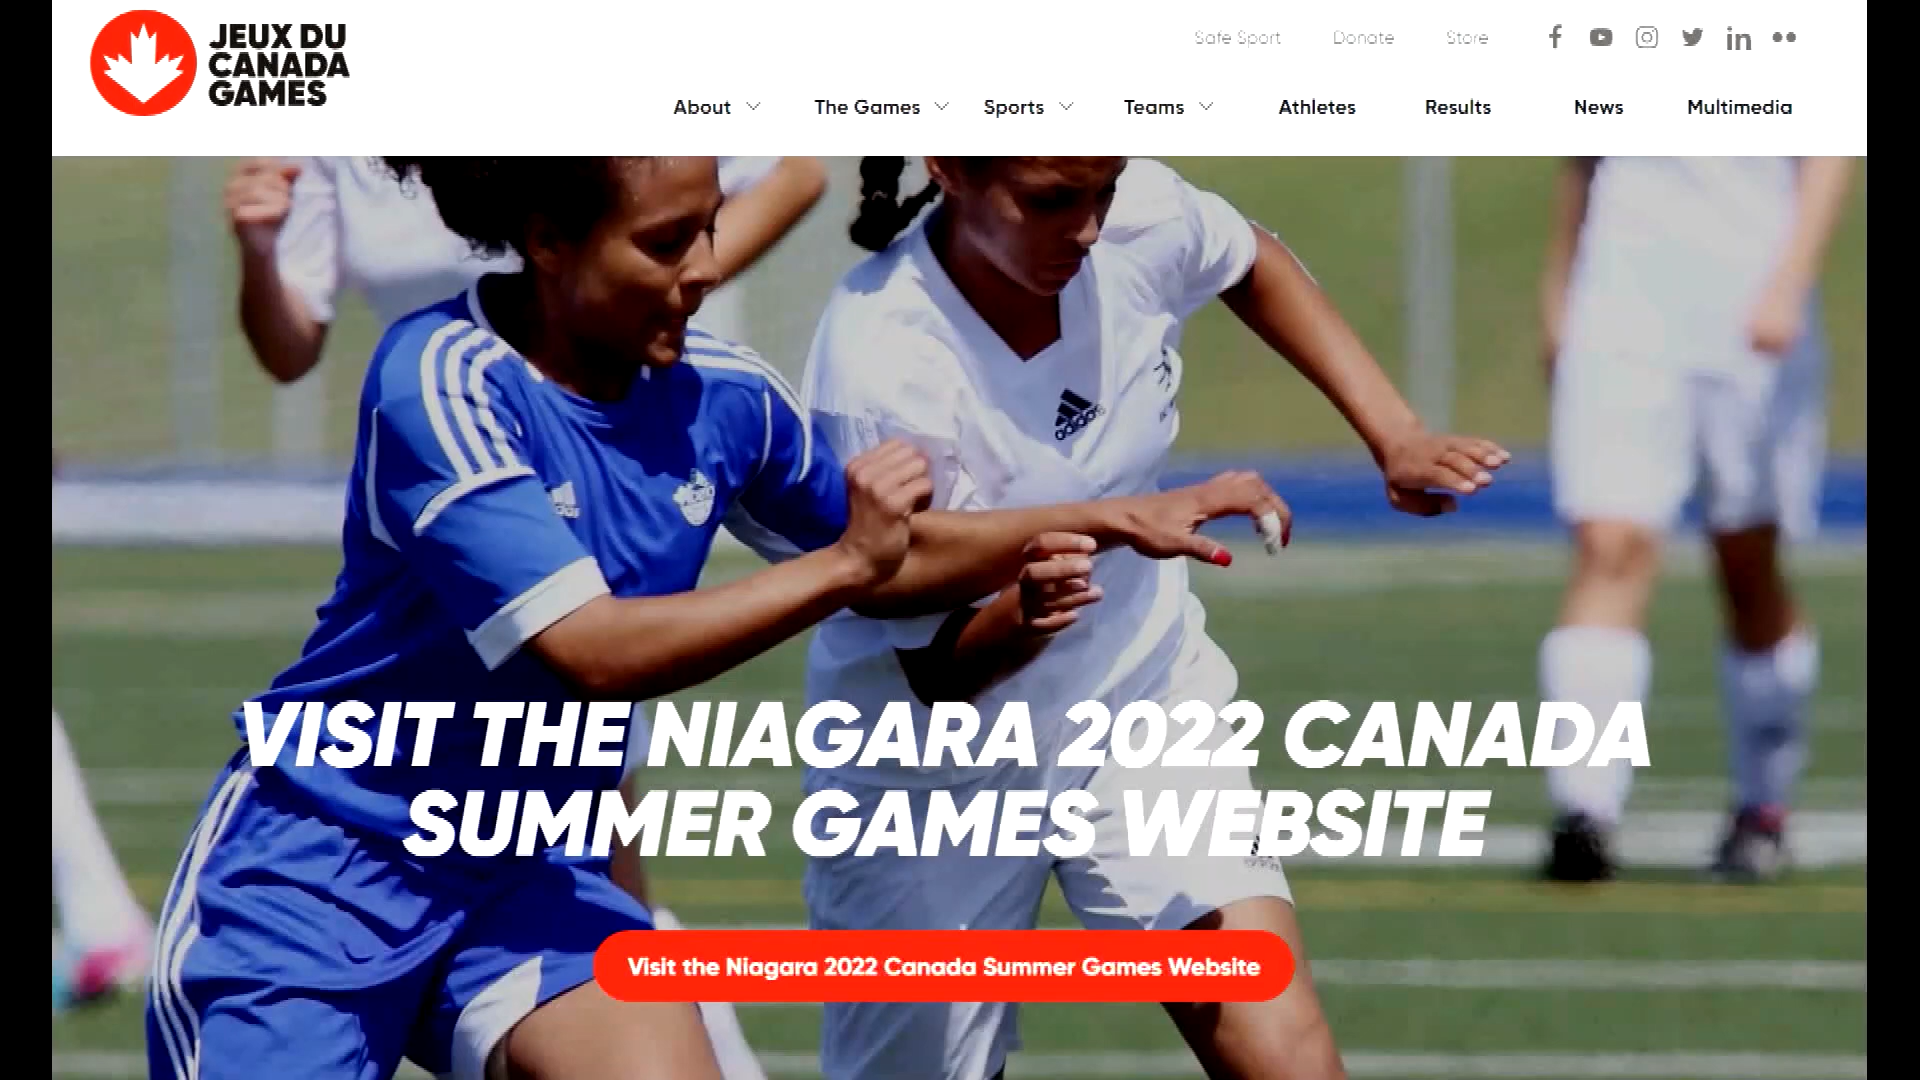 JEUX DU
CANADA
GAMES
Safe Sport Donate Store
About The Games Sports Teams Athletes Results News Multimedia
adidas
VISIT THE NIAGARA 2022 CANADA
SUMMER GAMES WEBSITE
Visit the Niagara 2022 Canada Summer Games Website